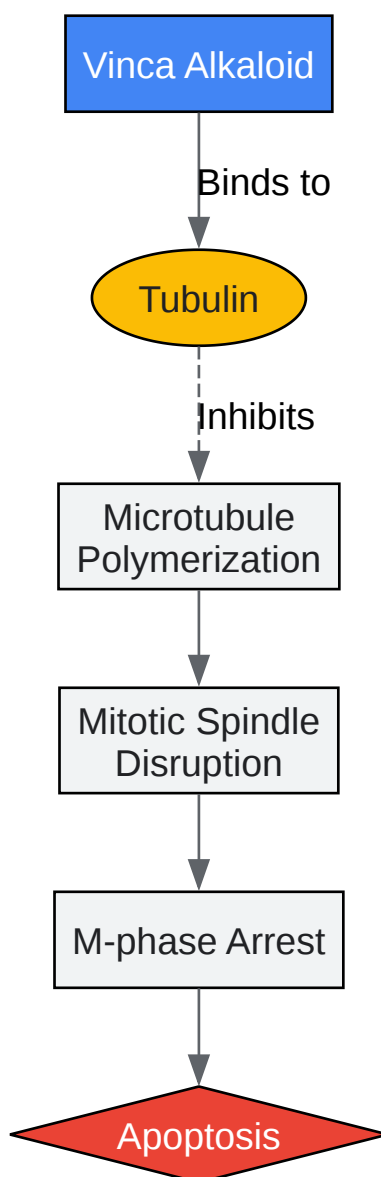 Vinca Alkaloid
Binds to
Tubulin
Inhibits
Microtubule
Polymerization
Mitotic Spindle
Disruption
M-phase Arrest
Apoptosis